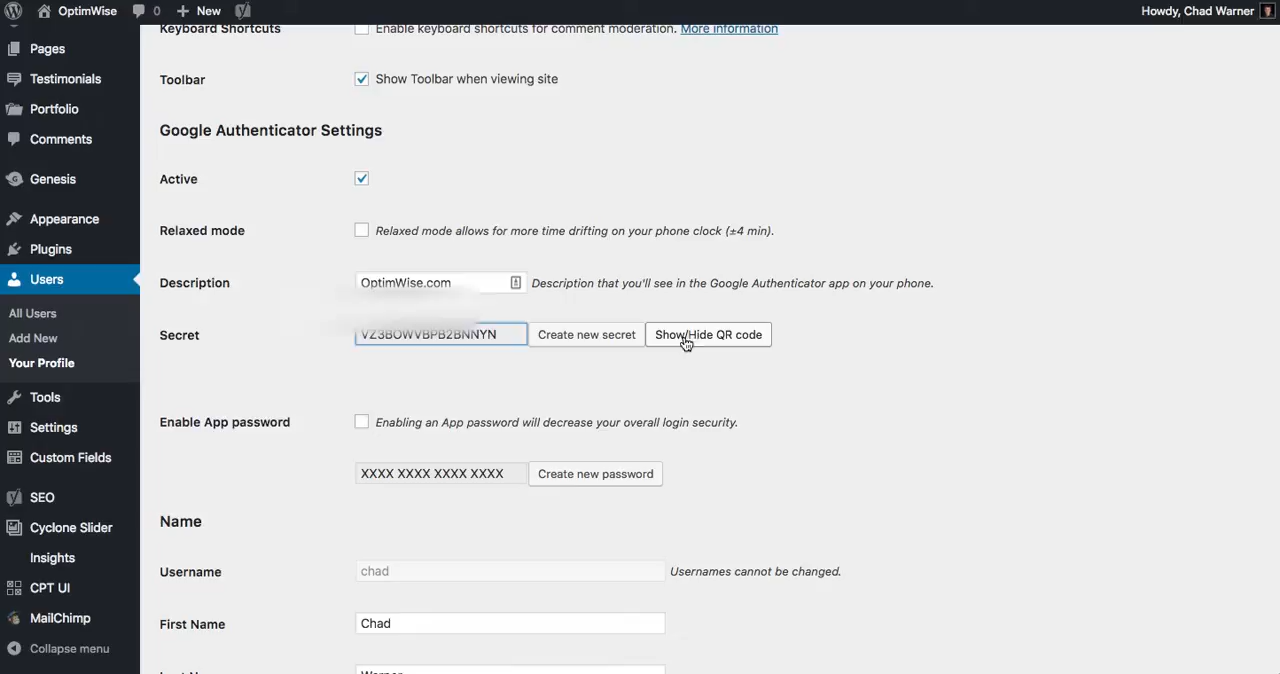 OptimWise
0
New
Howdy, Chad Warner
Pages
Testimonials
Portfolio
Comments
Genesis
Appearance
Plugins
Users
All Users
Add New
Your Profile
Tools
Settings
Custom Fields
SEO
Cyclone Slider
Insights
CPT UI
MailChimp
Collapse menu
Keyboard Shortcuts Enable keyboard shortcuts for comment moderation. More information
Toolbar Show Toolbar when viewing site
Google Authenticator Settings
Active
Relaxed mode Relaxed mode allows for more time drifting on your phone clock (±4 min).
Description OptimWise.com Description that you'll see in the Google Authenticator app on your phone.
Secret Create new secret Show/Hide QR code
Enable App password Enabling an App password will decrease your overall login security.
XXXX XXXX XXXX XXXX Create new password
Name
Username chad Usernames cannot be changed.
First Name Chad